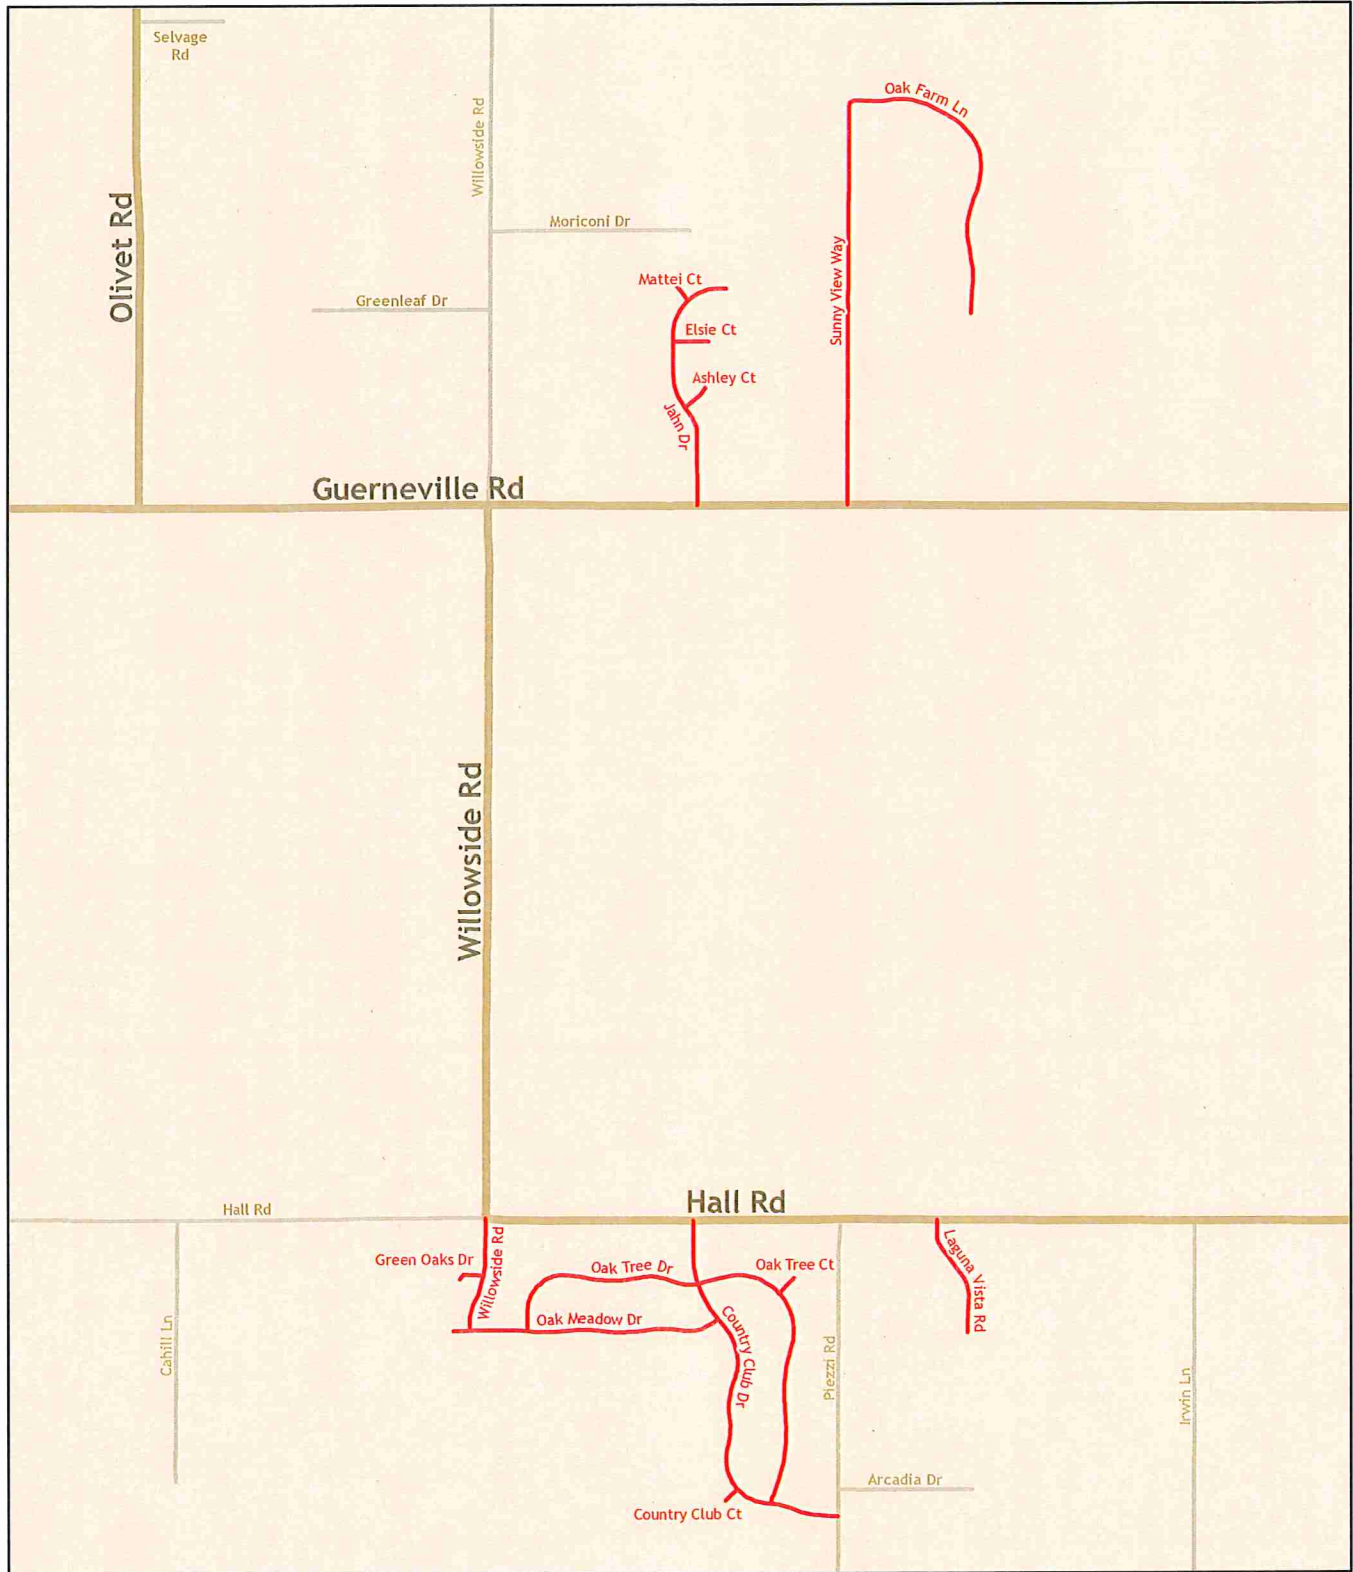 Selvage
Rd
Oak Farm Ln
Willowside Rd
Olivet Rd
Moriconi Dr
Sunny View Way
Mattei Ct
Greenleaf Dr
Elsie Ct
Ashley Ct
Jahn Dr
Guerneville Rd
Willowside Rd
Hall Rd
Hall Rd
Green Oaks Dr
Willowside Rd
Oak Tree Dr
Oak Tree Ct
Laguna Vista Rd
Oak Meadow Dr
Country Club Dr
Cahill Ln
Piezzi Rd
Irwin Ln
Arcadia Dr
Country Club Ct